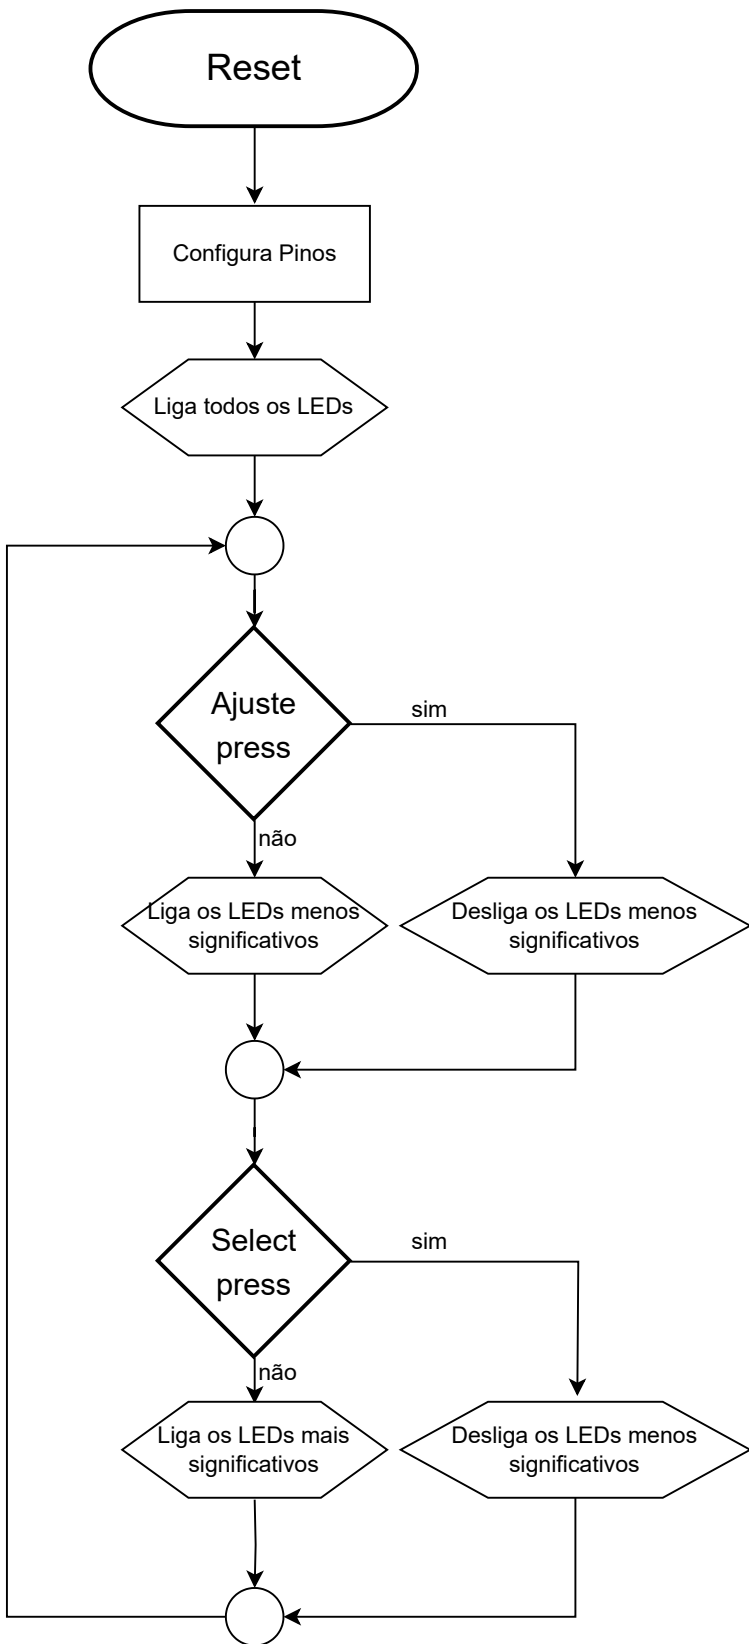 Reset
Configura Pinos
Liga todos os LEDs
Ajuste
press
sim
não
Liga os LEDs menos
significativos
Desliga os LEDs menos
significativos
Select
press
sim
não
Liga os LEDs mais
significativos
Desliga os LEDs menos
significativos